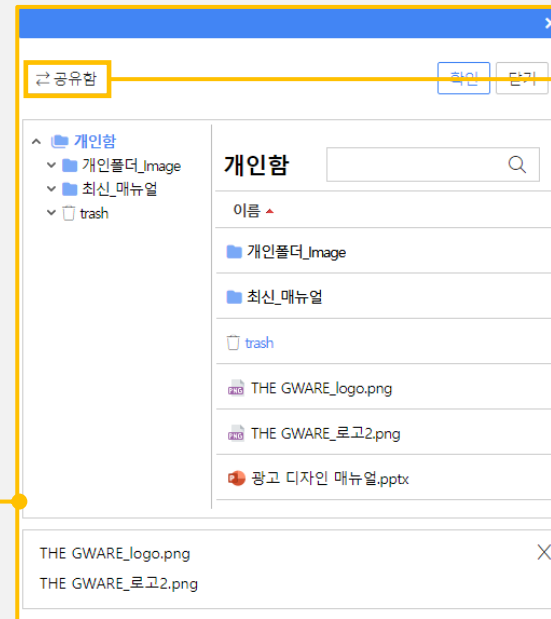 공유함
확인 닫기
개인함
개인폴더_Image
최신_매뉴얼
trash
개인함
이름
개인폴더_Image
최신_매뉴얼
trash
PNG THE GWARE_logo.png
PNG THE GWARE_로고2.png
광고 디자인 매뉴얼.pptx
THE GWARE_logo.png
THE GWARE_로고2.png